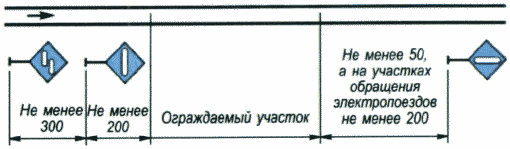 Не менее
300
Не менее
200
Ограждаемый участок
Не менее 50,
а на участках
обращения
электропоездов
не менее 200